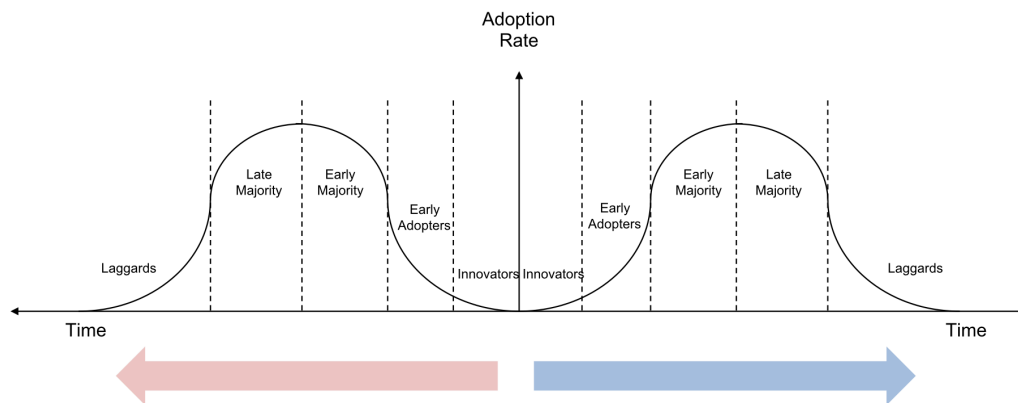 Adoption
Rate
Late
Majority
Early
Majority
Early
Adopters
Innovators
Laggards
Innovators
Early
Adopters
Early
Majority
Late
Majority
Laggards
Time
Time